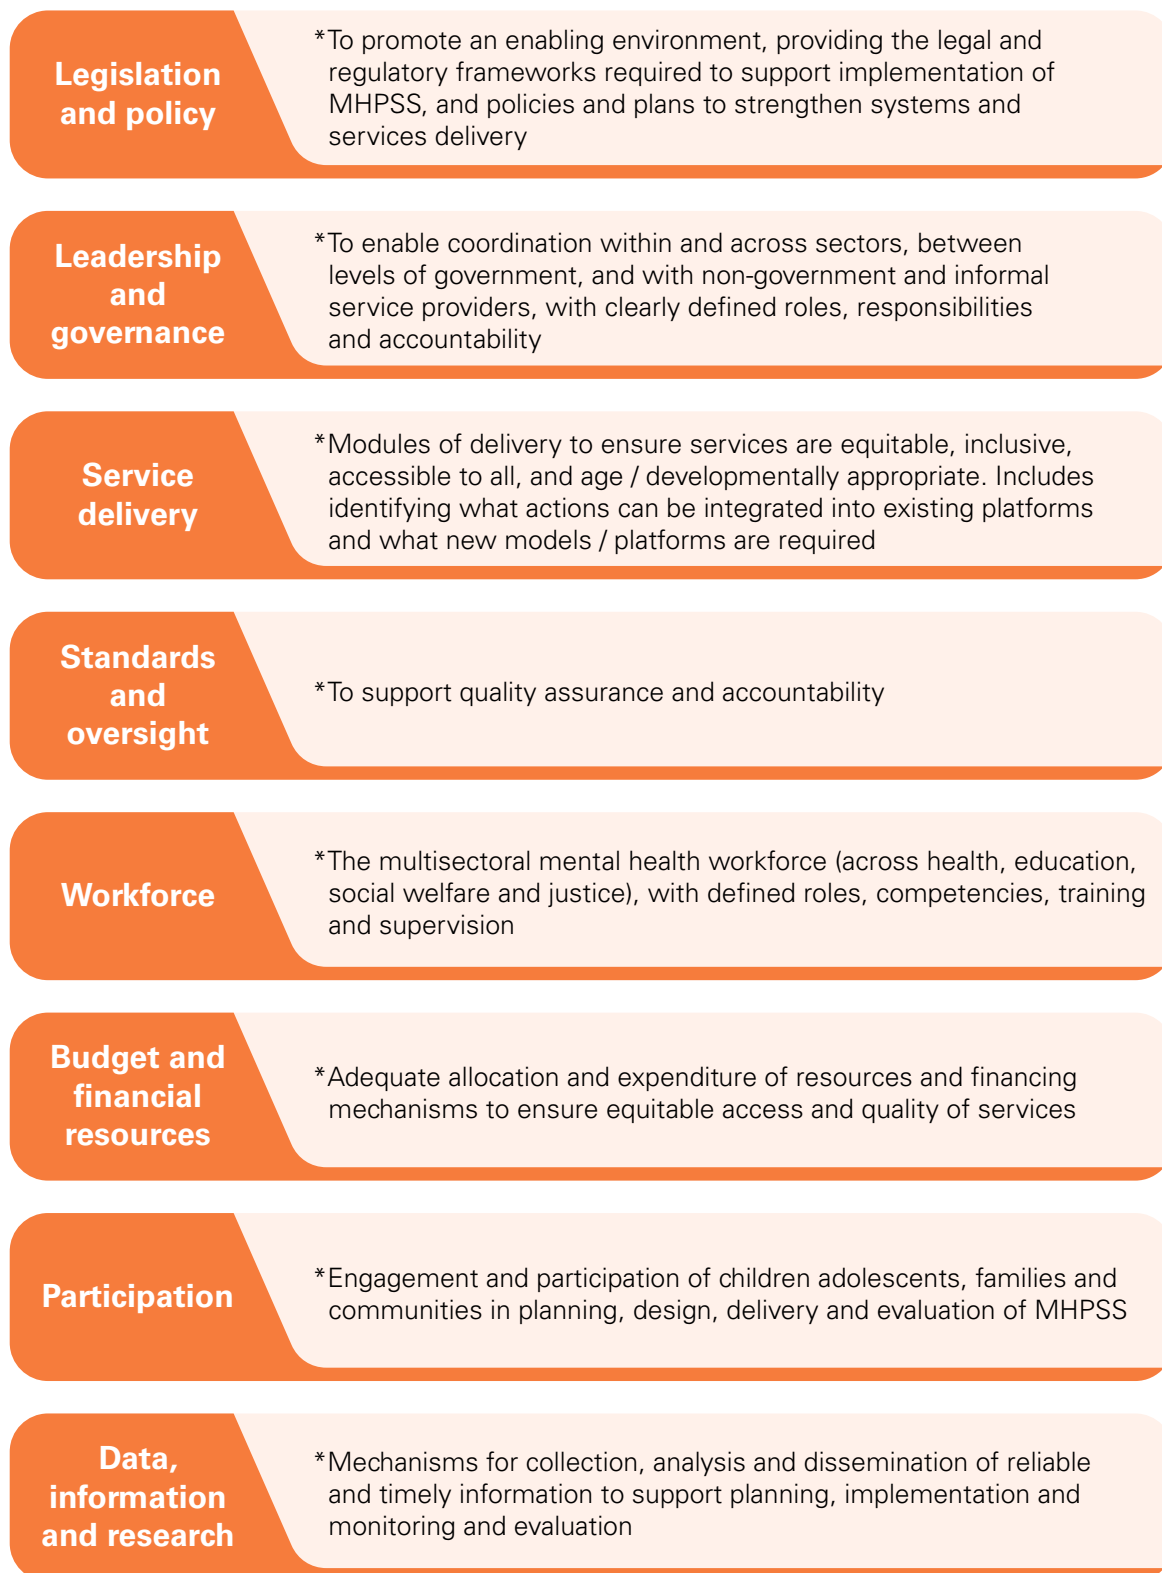 Legislation
and policy
*To promote an enabling environment, providing the legal and
regulatory frameworks required to support implementation of
MHPSS, and policies and plans to strengthen systems and
services delivery
Leadership
and
governance
*To enable coordination within and across sectors, between
levels of government, and with non-government and informal
service providers, with clearly defined roles, responsibilities
and accountability
Service
delivery
*Modules of delivery to ensure services are equitable, inclusive,
accessible to all, and age / developmentally appropriate. Includes
identifying what actions can be integrated into existing platforms
and what new models / platforms are required
Standards
and
oversight
*To support quality assurance and accountability
Workforce
*The multisectoral mental health workforce (across health, education,
social welfare and justice), with defined roles, competencies, training
and supervision
Budget and
financial
resources
*Adequate allocation and expenditure of resources and financing
mechanisms to ensure equitable access and quality of services
Participation
*Engagement and participation of children adolescents, families and
communities in planning, design, delivery and evaluation of MHPSS
Data,
information
and research
*Mechanisms for collection, analysis and dissemination of reliable
and timely information to support planning, implementation and
monitoring and evaluation